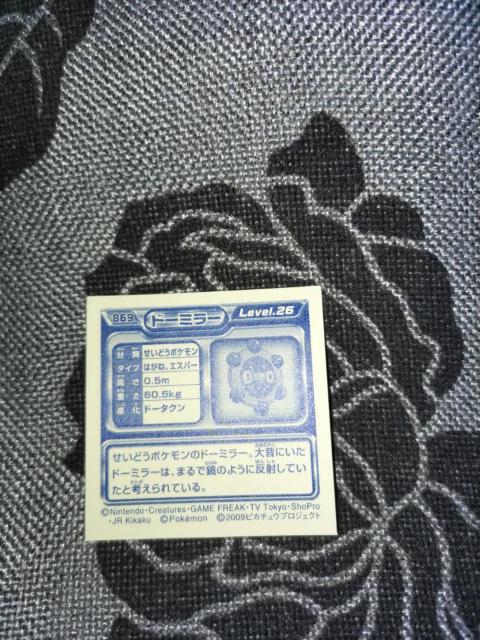 869 ドーミラー Level.26
分類 せいどうポケモン
タイプ はがね、エスパー
高さ 0.5m
重さ 60.5kg
進化 ドータクン
せいどうポケモンのドーミラー。大昔にいた
ドーミラーは、まるで鏡のように反射してい
たと考えられている。
©Nintendo・Creatures・GAME FREAK・TV Tokyo・ShoPro
・JR Kikaku ©Pokémon ©2009ピカチュウプロジェクト